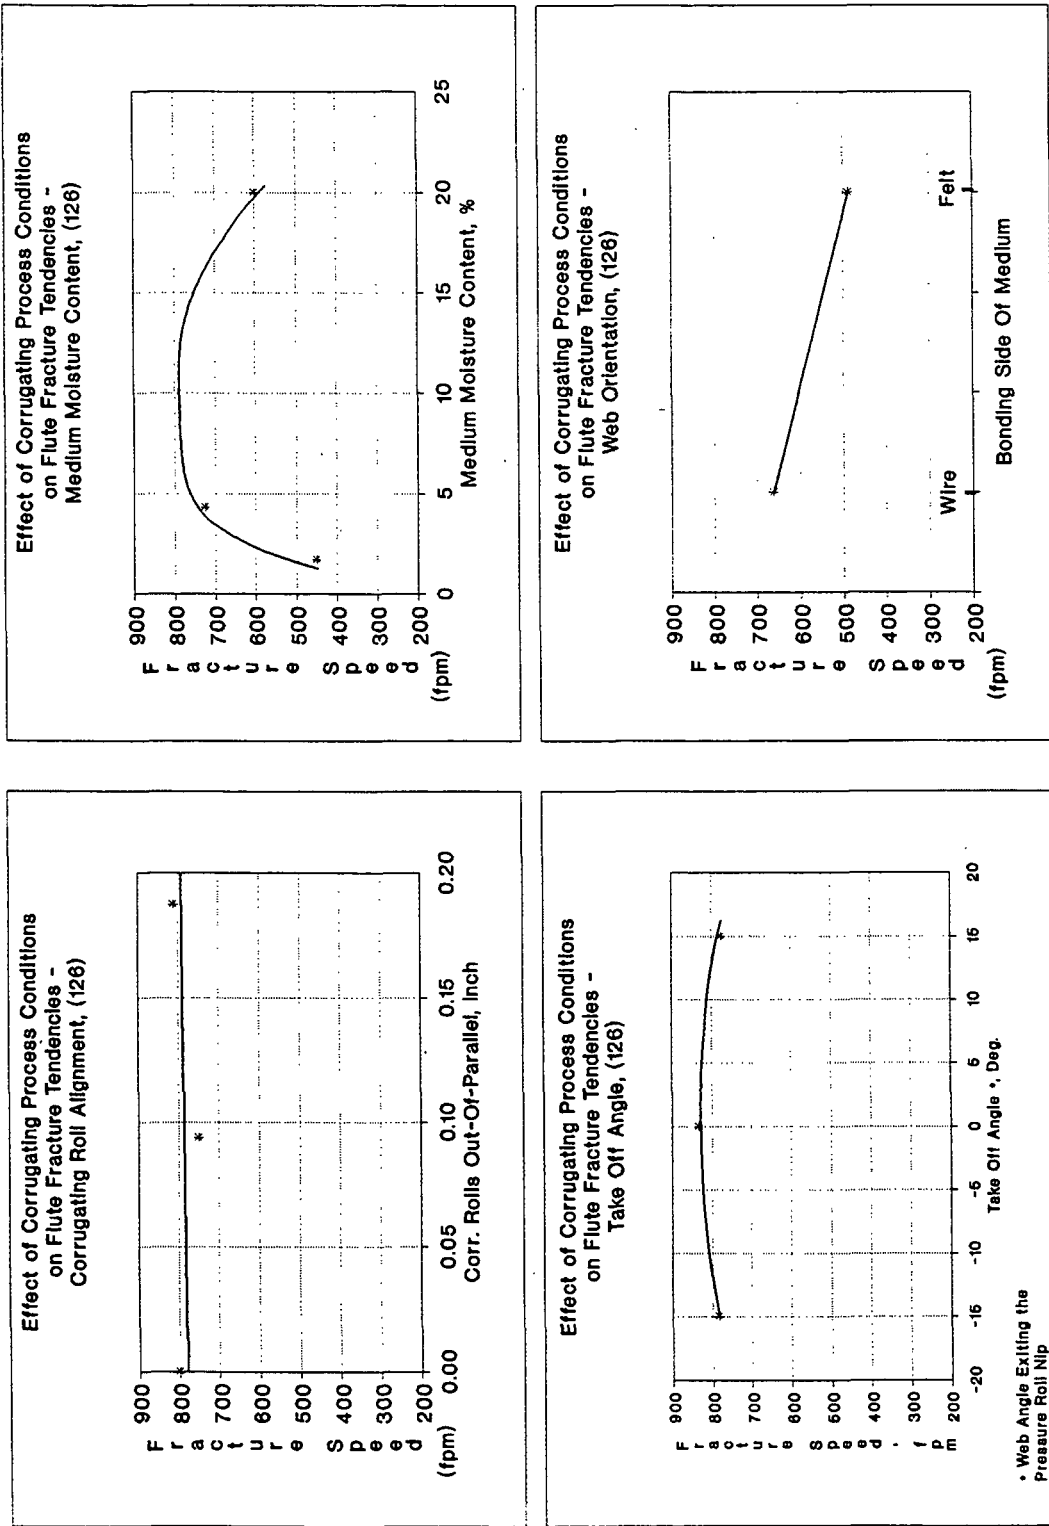 Effect of Corrugating Process Conditions
on Flute Fracture Tendencies -
Corrugating Roll Alignment, (126)
Fracture Speed
(fpm)
900
800
700
600
500
400
300
200
0.00 0.05 0.10 0.15 0.20
Corr. Rolls Out-Of-Parallel, Inch
Effect of Corrugating Process Conditions
on Flute Fracture Tendencies -
Medium Moisture Content, (126)
Fracture Speed
(fpm)
900
800
700
600
500
400
300
200
0 5 10 15 20 25
Medium Moisture Content, %
Effect of Corrugating Process Conditions
on Flute Fracture Tendencies -
Take Off Angle, (126)
Fracture Speed, fpm
900
800
700
600
500
400
300
200
-20 -15 -10 -5 0 5 10 15 20
Take Off Angle *, Deg.
* Web Angle Exiting the
Pressure Roll Nip
Effect of Corrugating Process Conditions
on Flute Fracture Tendencies -
Web Orientation, (126)
Fracture Speed
(fpm)
900
800
700
600
500
400
300
200
Wire Felt
Bonding Side Of Medium